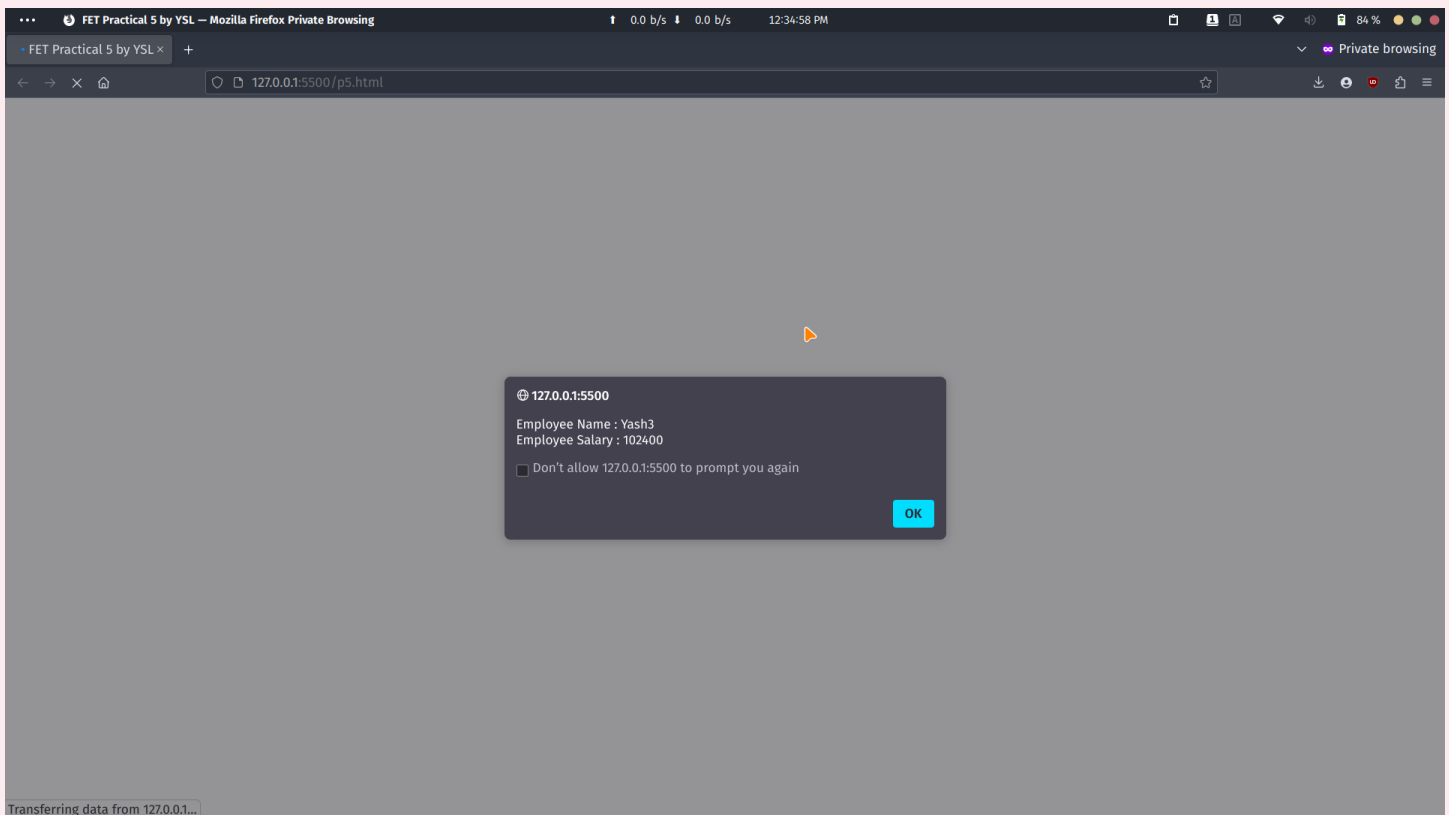 FET Practical 5 by YSL — Mozilla Firefox Private Browsing
0.0 b/s 0.0 b/s
12:34:58 PM
1 A
84 %
FET Practical 5 by YSL
Private browsing
127.0.0.1:5500/p5.html
127.0.0.1:5500
Employee Name : Yash3
Employee Salary : 102400
Don't allow 127.0.0.1:5500 to prompt you again
OK
Transferring data from 127.0.0.1...